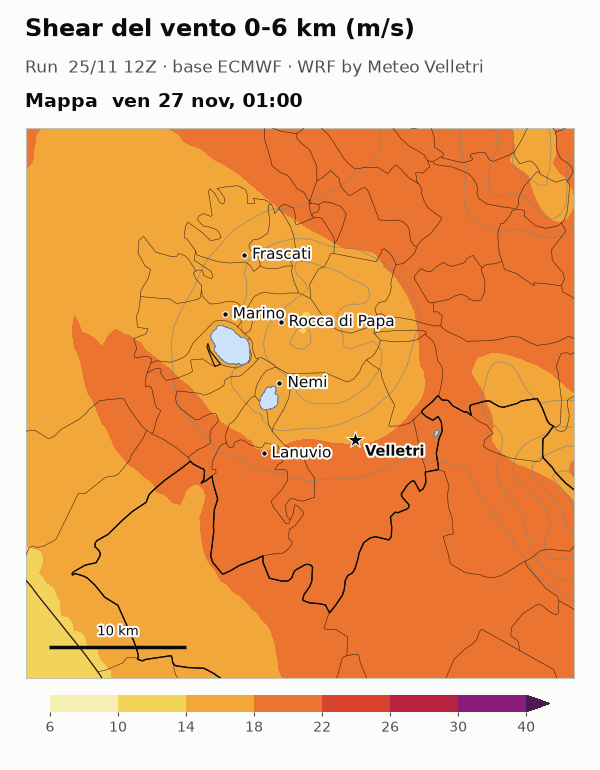 Shear del vento 0-6 km (m/s)
Run  25/11 12Z · base ECMWF · WRF by Meteo Velletri
Mappa  ven 27 nov, 01:00
Frascati
Marino
Rocca di Papa
Nemi
Velletri
Lanuvio
10 km
6 10 14 18 22 26 30 40